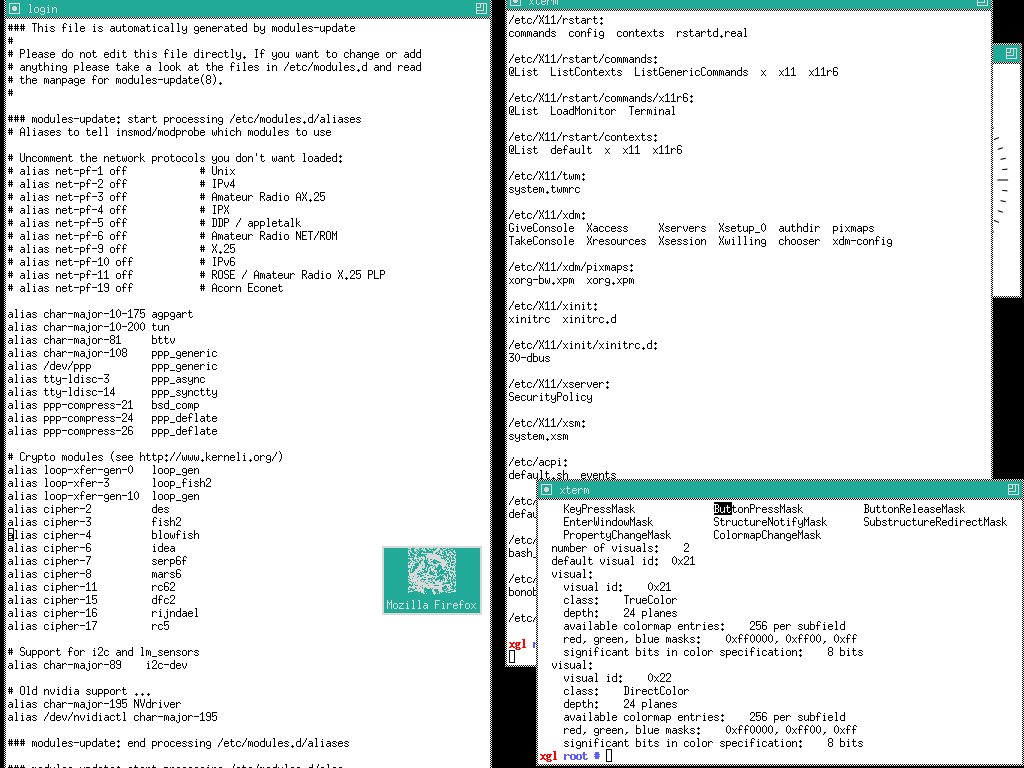 login
### This file is automatically generated by modules-update
#
# Please do not edit this file directly. If you want to change or add
# anything please take a look at the files in /etc/modules.d and read
# the manpage for modules-update(8).
#
### modules-update: start processing /etc/modules.d/aliases
# Aliases to tell insmod/modprobe which modules to use
# Uncomment the network protocols you don't want loaded:
# alias net-pf-1 off # Unix
# alias net-pf-2 off # IPv4
# alias net-pf-3 off # Amateur Radio AX.25
# alias net-pf-4 off # IPX
# alias net-pf-5 off # DDP / appletalk
# alias net-pf-6 off # Amateur Radio NET/ROM
# alias net-pf-9 off # X.25
# alias net-pf-10 off # IPv6
# alias net-pf-11 off # ROSE / Amateur Radio X.25 PLP
# alias net-pf-19 off # Acorn Econet
alias char-major-10-175 agpgart
alias char-major-10-200 tun
alias char-major-81 bttv
alias char-major-108 ppp_generic
alias /dev/ppp ppp_generic
alias tty-ldisc-3 ppp_async
alias tty-ldisc-14 ppp_synctty
alias ppp-compress-21 bsd_comp
alias ppp-compress-24 ppp_deflate
alias ppp-compress-26 ppp_deflate
# Crypto modules (see http://www.kerneli.org/)
alias loop-xfer-gen-0 loop_gen
alias loop-xfer-3 loop_fish2
alias loop-xfer-gen-10 loop_gen
alias cipher-2 des
alias cipher-3 fish2
alias cipher-4 blowfish
alias cipher-6 idea
alias cipher-7 serp6f
alias cipher-8 mars6
alias cipher-11 rc62
alias cipher-15 dfc2
alias cipher-16 rijndael
alias cipher-17 rc5
# Support for i2c and lm_sensors
alias char-major-89 i2c-dev
# Old nvidia support ...
alias char-major-195 NVdriver
alias /dev/nvidiactl char-major-195
### modules-update: end processing /etc/modules.d/aliases
### modules-update: start processing /etc/modules.d/alsa
Mozilla Firefox
xterm
/etc/X11/rstart:
commands config contexts rstartd.real
/etc/X11/rstart/commands:
@List ListContexts ListGenericCommands x x11 x11r6
/etc/X11/rstart/commands/x11r6:
@List LoadMonitor Terminal
/etc/X11/rstart/contexts:
@List default x x11 x11r6
/etc/X11/twm:
system.twmrc
/etc/X11/xdm:
GiveConsole Xaccess Xservers Xsetup_0 authdir pixmaps
TakeConsole Xresources Xsession Xwilling chooser xdm-config
/etc/X11/xdm/pixmaps:
xorg-bw.xpm xorg.xpm
/etc/X11/xinit:
xinitrc xinitrc.d
/etc/X11/xinit/xinitrc.d:
30-dbus
/etc/X11/xserver:
SecurityPolicy
/etc/X11/xsm:
system.xsm
/etc/acpi:
default.sh events
/etc/
defau
/etc/
bash_
/etc/
bonob
/etc/
xgl r
xterm
KeyPressMask ButtonPressMask ButtonReleaseMask
EnterWindowMask StructureNotifyMask SubstructureRedirectMask
PropertyChangeMask ColormapChangeMask
number of visuals: 2
default visual id: 0x21
visual:
visual id: 0x21
class: TrueColor
depth: 24 planes
available colormap entries: 256 per subfield
red, green, blue masks: 0xff0000, 0xff00, 0xff
significant bits in color specification: 8 bits
visual:
visual id: 0x22
class: DirectColor
depth: 24 planes
available colormap entries: 256 per subfield
red, green, blue masks: 0xff0000, 0xff00, 0xff
significant bits in color specification: 8 bits
xgl root #